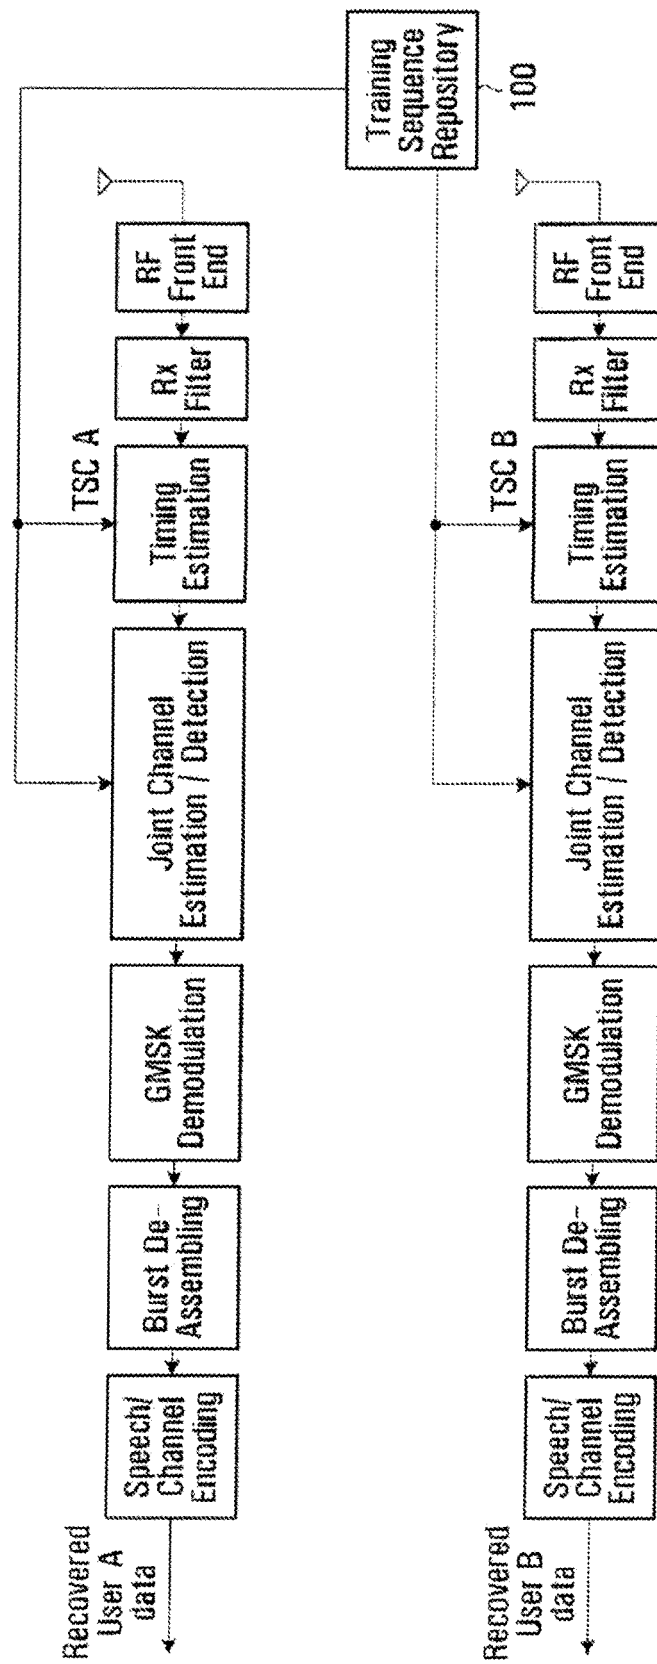 Training
Sequence
Repository
100
RF
Front
End
Rx
Filter
TSC A
Timing
Estimation
Joint Channel
Estimation / Detection
GMSK
Demodulation
Burst De-
Assembling
Speech/
Channel
Encoding
Recovered
User A
data
RF
Front
End
Rx
Filter
TSC B
Timing
Estimation
Joint Channel
Estimation / Detection
GMSK
Demodulation
Burst De-
Assembling
Speech/
Channel
Encoding
Recovered
User B
data